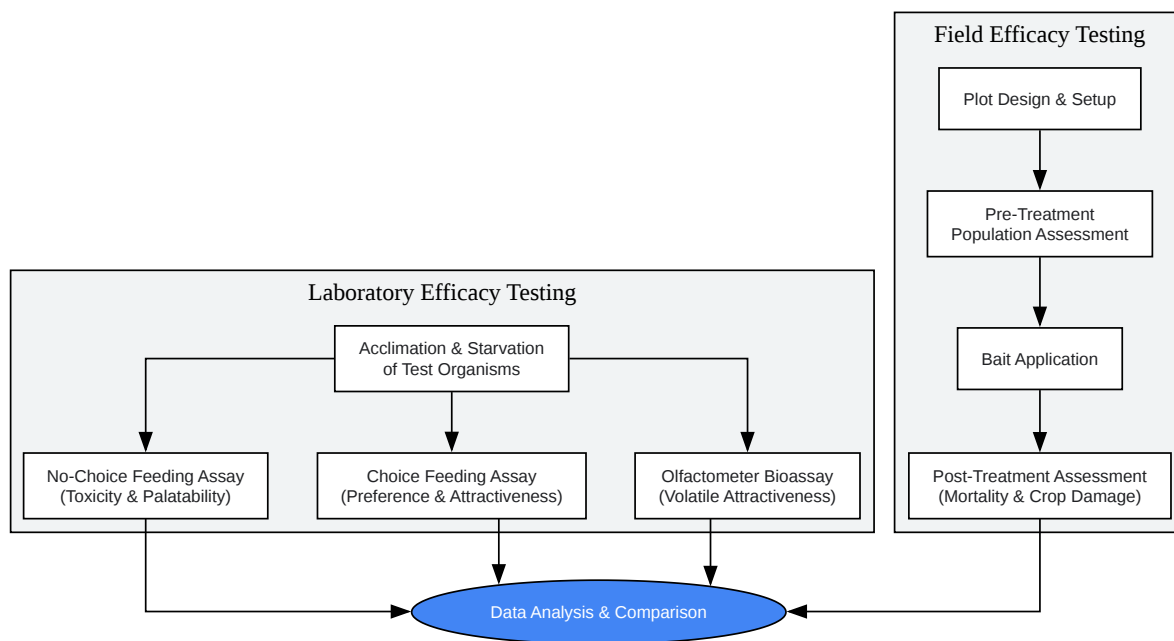 Field Efficacy Testing
Plot Design & Setup
Pre-Treatment
Population Assessment
Bait Application
Post-Treatment Assessment
(Mortality & Crop Damage)
Laboratory Efficacy Testing
Acclimation & Starvation
of Test Organisms
No-Choice Feeding Assay
(Toxicity & Palatability)
Choice Feeding Assay
(Preference & Attractiveness)
Olfactometer Bioassay
(Volatile Attractiveness)
Data Analysis & Comparison